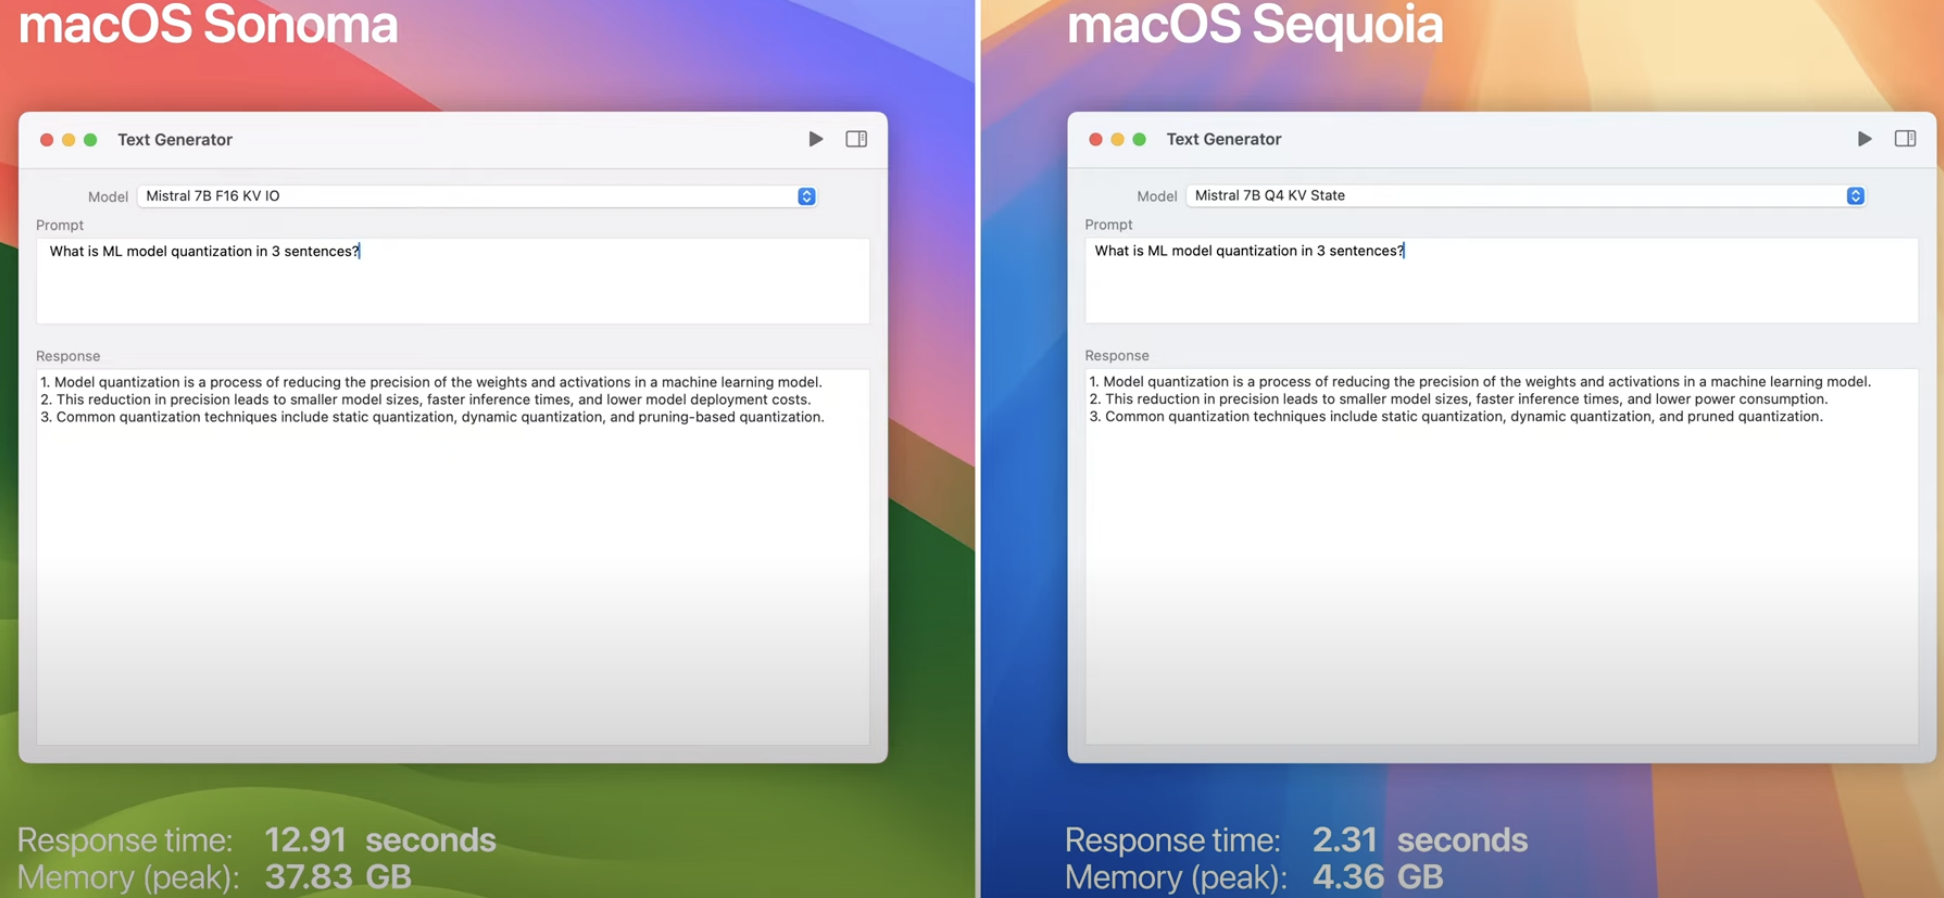 macOS Sonoma
Text Generator
Model Mistral 7B F16 KV IO
Prompt
What is ML model quantization in 3 sentences?
Response
1. Model quantization is a process of reducing the precision of the weights and activations in a machine learning model.
2. This reduction in precision leads to smaller model sizes, faster inference times, and lower model deployment costs.
3. Common quantization techniques include static quantization, dynamic quantization, and pruning-based quantization.
Response time: 12.91 seconds
Memory (peak): 37.83 GB
macOS Sequoia
Text Generator
Model Mistral 7B Q4 KV State
Prompt
What is ML model quantization in 3 sentences?
Response
1. Model quantization is a process of reducing the precision of the weights and activations in a machine learning model.
2. This reduction in precision leads to smaller model sizes, faster inference times, and lower power consumption.
3. Common quantization techniques include static quantization, dynamic quantization, and pruned quantization.
Response time: 2.31 seconds
Memory (peak): 4.36 GB